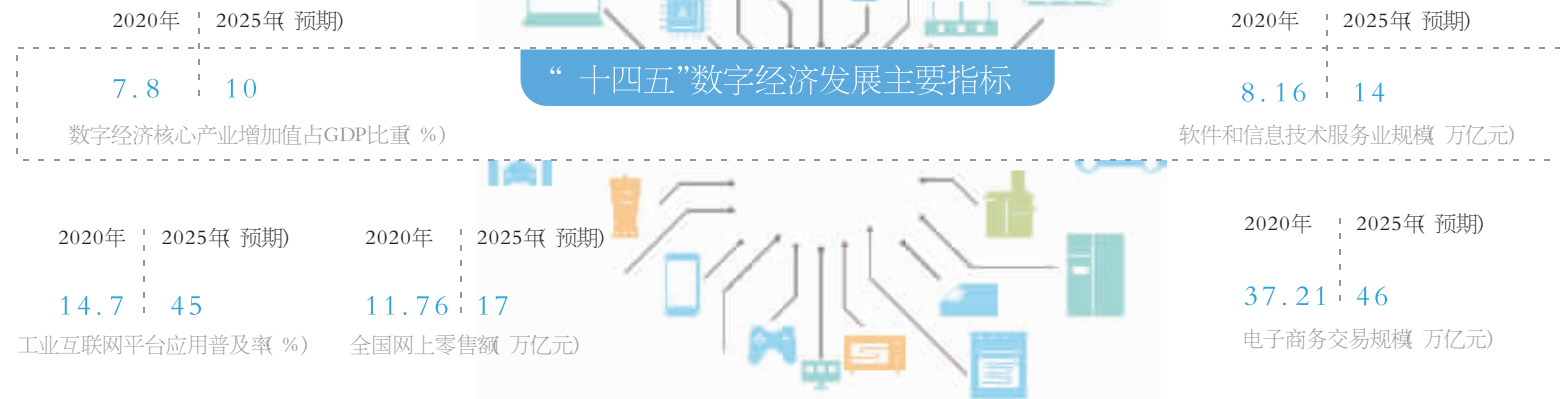 2020年 2025年(预期)
7.8 10
数字经济核心产业增加值占GDP比重(%)
“十四五”数字经济发展主要指标
2020年 2025年(预期)
8.16 14
软件和信息技术服务业规模(万亿元)
2020年 2025年(预期)
14.7 45
工业互联网平台应用普及率(%)
2020年 2025年(预期)
11.76 17
全国网上零售额(万亿元)
2020年 2025年(预期)
37.21 46
电子商务交易规模(万亿元)